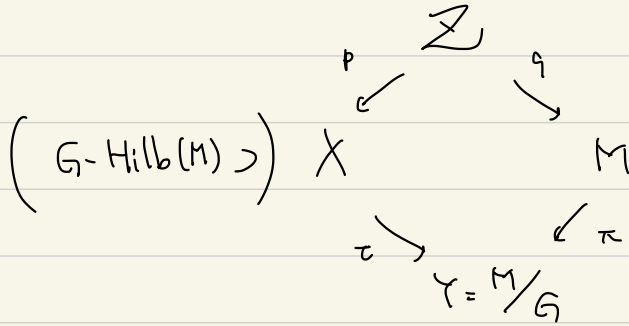 Z
p q
(G-Hilb(M) ⊃) X M
τ π
Y = M/G